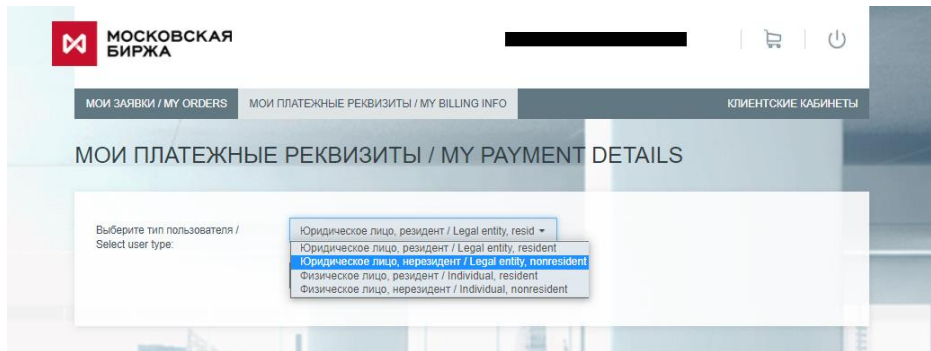 МОСКОВСКАЯ
БИРЖА
МОИ ЗАЯВКИ / MY ORDERS
МОИ ПЛАТЕЖНЫЕ РЕКВИЗИТЫ / MY BILLING INFO
КЛИЕНТСКИЕ КАБИНЕТЫ
МОИ ПЛАТЕЖНЫЕ РЕКВИЗИТЫ / MY PAYMENT DETAILS
Выберите тип пользователя /
Select user type:
Юридическое лицо, резидент / Legal entity, resid
Юридическое лицо, резидент / Legal entity, resident
Юридическое лицо, нерезидент / Legal entity, nonresident
Физическое лицо, резидент / Individual, resident
Физическое лицо, нерезидент / Individual, nonresident